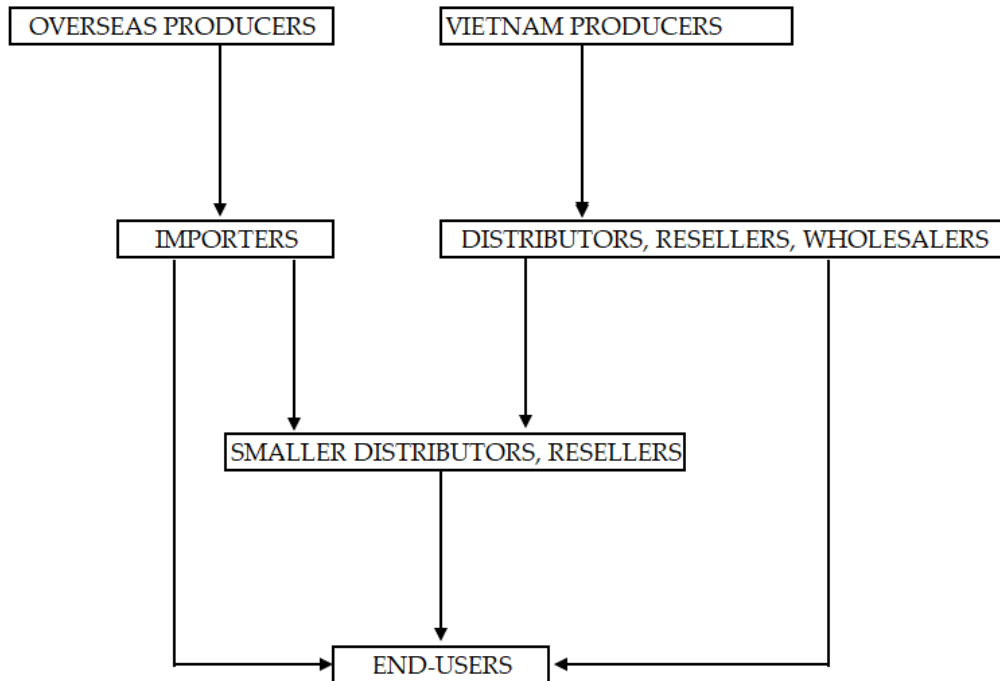 OVERSEAS PRODUCERS
VIETNAM PRODUCERS
IMPORTERS
DISTRIBUTORS, RESELLERS, WHOLESALERS
SMALLER DISTRIBUTORS, RESELLERS
END-USERS